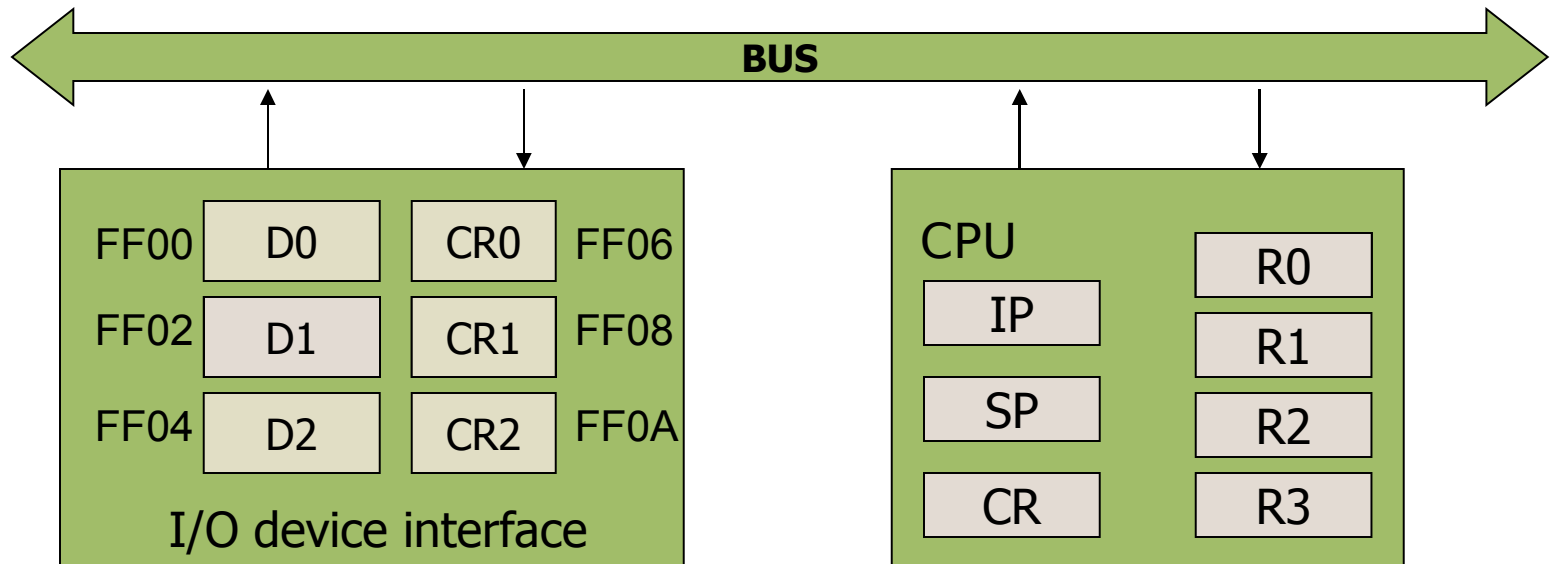 BUS
FF00 D0 CR0 FF06
FF02 D1 CR1 FF08
FF04 D2 CR2 FF0A
I/O device interface
CPU
IP
SP
CR
R0
R1
R2
R3